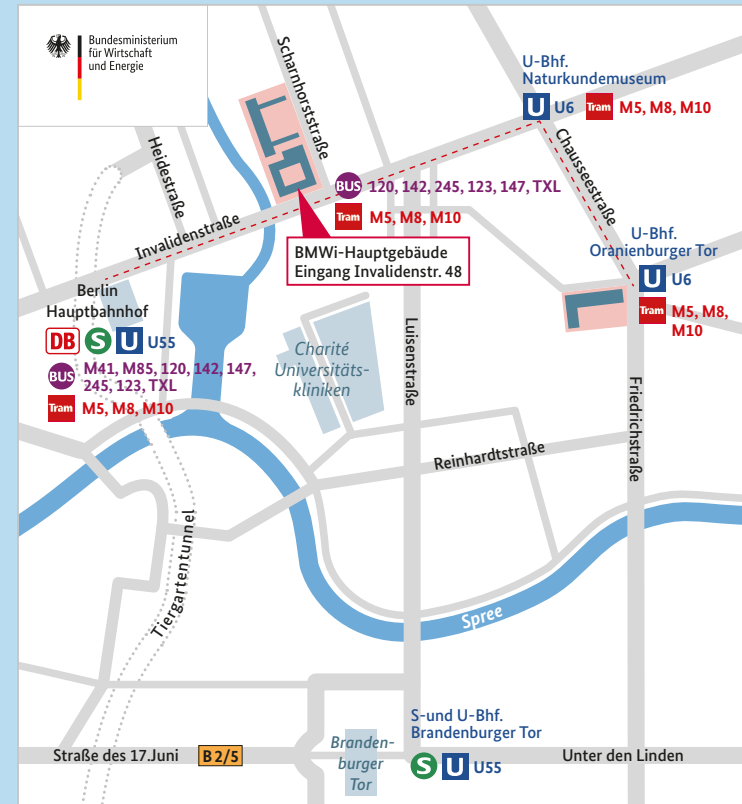 Bundesministerium
für Wirtschaft
und Energie
Scharnhorststraße
U-Bhf.
Naturkundemuseum
U U6 Tram M5, M8, M10
Heidestraße
Chausseestraße
BUS 120, 142, 245, 123, 147, TXL
Tram M5, M8, M10
Invalidenstraße
BMWi-Hauptgebäude
Eingang Invalidenstr. 48
U-Bhf.
Oranienburger Tor
U U6
Tram M5, M8,
M10
Berlin
Hauptbahnhof
DB S U U55
BUS M41, M85, 120, 142, 147,
245, 123, TXL
Tram M5, M8, M10
Charité
Universitäts-
kliniken
Luisenstraße
Friedrichstraße
Reinhardtstraße
Tiergartentunnel
Spree
S-und U-Bhf.
Brandenburger Tor
S U U55
Straße des 17.Juni B 2/5
Branden-
burger
Tor
Unter den Linden